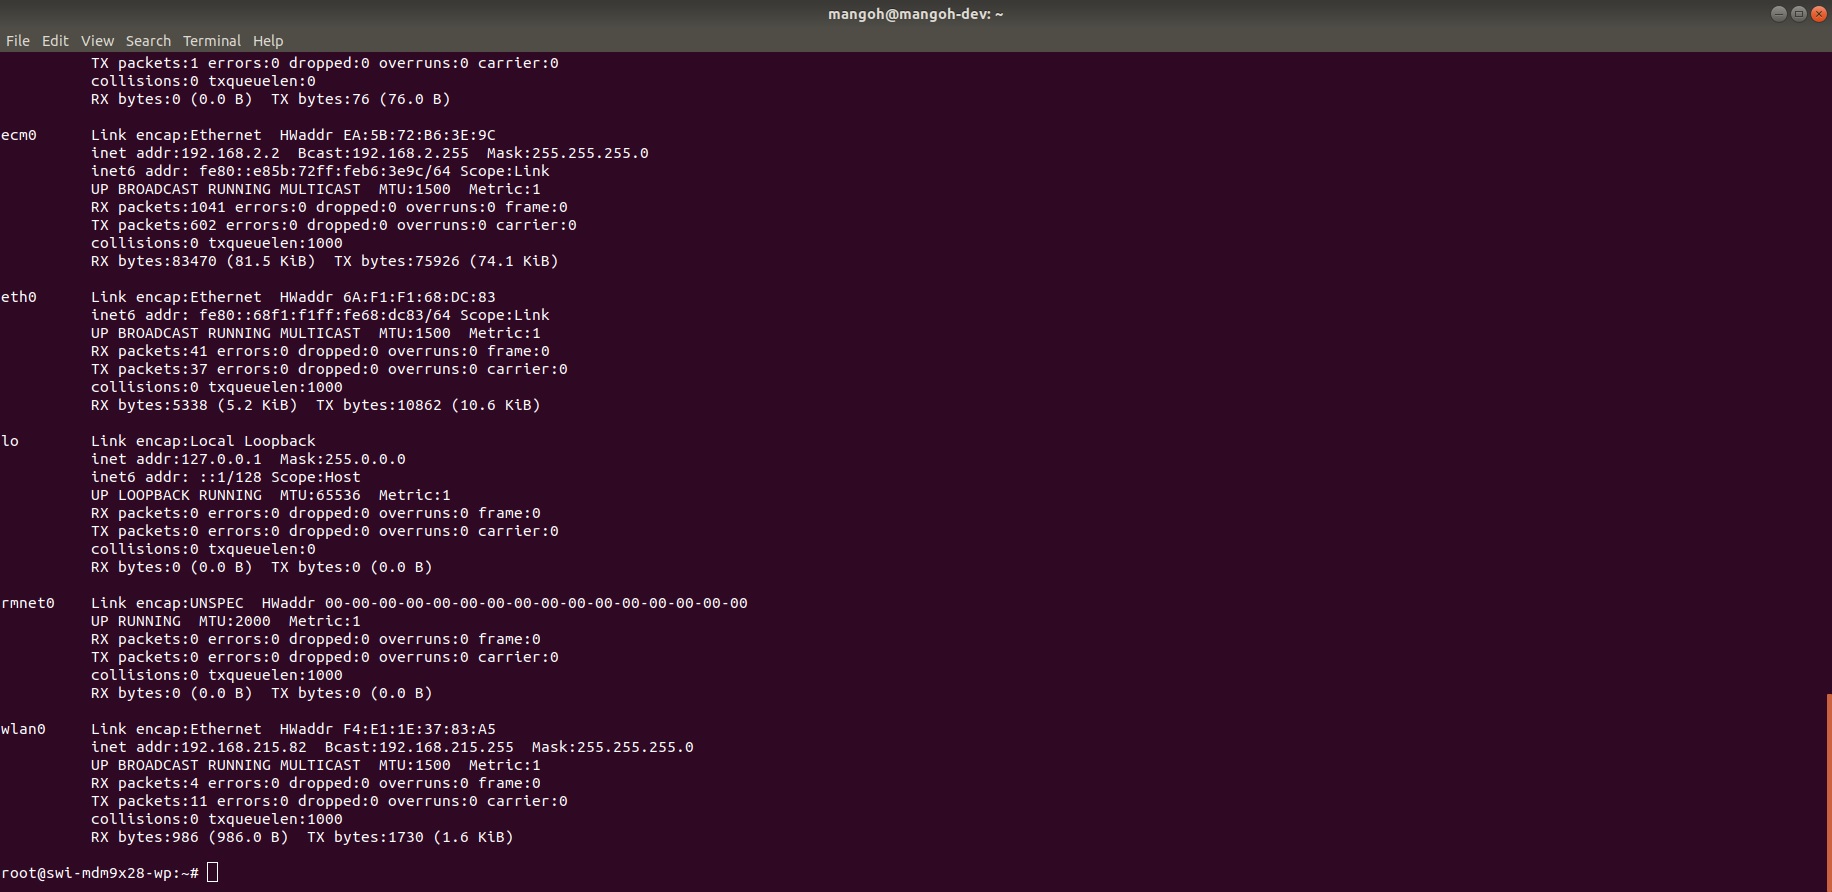 mangoh@mangoh-dev: ~
File Edit View Search Terminal Help
TX packets:1 errors:0 dropped:0 overruns:0 carrier:0
collisions:0 txqueuelen:0
RX bytes:0 (0.0 B)  TX bytes:76 (76.0 B)
ecm0      Link encap:Ethernet  HWaddr EA:5B:72:B6:3E:9C
inet addr:192.168.2.2  Bcast:192.168.2.255  Mask:255.255.255.0
inet6 addr: fe80::e85b:72ff:feb6:3e9c/64 Scope:Link
UP BROADCAST RUNNING MULTICAST  MTU:1500  Metric:1
RX packets:1041 errors:0 dropped:0 overruns:0 frame:0
TX packets:602 errors:0 dropped:0 overruns:0 carrier:0
collisions:0 txqueuelen:1000
RX bytes:83470 (81.5 KiB)  TX bytes:75926 (74.1 KiB)
eth0      Link encap:Ethernet  HWaddr 6A:F1:F1:68:DC:83
inet6 addr: fe80::68f1:f1ff:fe68:dc83/64 Scope:Link
UP BROADCAST RUNNING MULTICAST  MTU:1500  Metric:1
RX packets:41 errors:0 dropped:0 overruns:0 frame:0
TX packets:37 errors:0 dropped:0 overruns:0 carrier:0
collisions:0 txqueuelen:1000
RX bytes:5338 (5.2 KiB)  TX bytes:10862 (10.6 KiB)
lo        Link encap:Local Loopback
inet addr:127.0.0.1  Mask:255.0.0.0
inet6 addr: ::1/128 Scope:Host
UP LOOPBACK RUNNING  MTU:65536  Metric:1
RX packets:0 errors:0 dropped:0 overruns:0 frame:0
TX packets:0 errors:0 dropped:0 overruns:0 carrier:0
collisions:0 txqueuelen:0
RX bytes:0 (0.0 B)  TX bytes:0 (0.0 B)
rmnet0    Link encap:UNSPEC  HWaddr 00-00-00-00-00-00-00-00-00-00-00-00-00-00-00-00
UP RUNNING  MTU:2000  Metric:1
RX packets:0 errors:0 dropped:0 overruns:0 frame:0
TX packets:0 errors:0 dropped:0 overruns:0 carrier:0
collisions:0 txqueuelen:1000
RX bytes:0 (0.0 B)  TX bytes:0 (0.0 B)
wlan0     Link encap:Ethernet  HWaddr F4:E1:1E:37:83:A5
inet addr:192.168.215.82  Bcast:192.168.215.255  Mask:255.255.255.0
UP BROADCAST RUNNING MULTICAST  MTU:1500  Metric:1
RX packets:4 errors:0 dropped:0 overruns:0 frame:0
TX packets:11 errors:0 dropped:0 overruns:0 carrier:0
collisions:0 txqueuelen:1000
RX bytes:986 (986.0 B)  TX bytes:1730 (1.6 KiB)
root@swi-mdm9x28-wp:~#